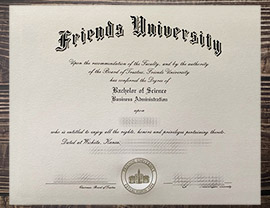 Friends University
Upon the recommendation of the Faculty, and by the authority
of the Board of Trustees, Friends University
has conferred the Degree of
Bachelor of Science
Business Administration
upon
who is entitled to enjoy all the rights, honors and privileges pertaining thereto.
Dated at Wichita, Kansas,